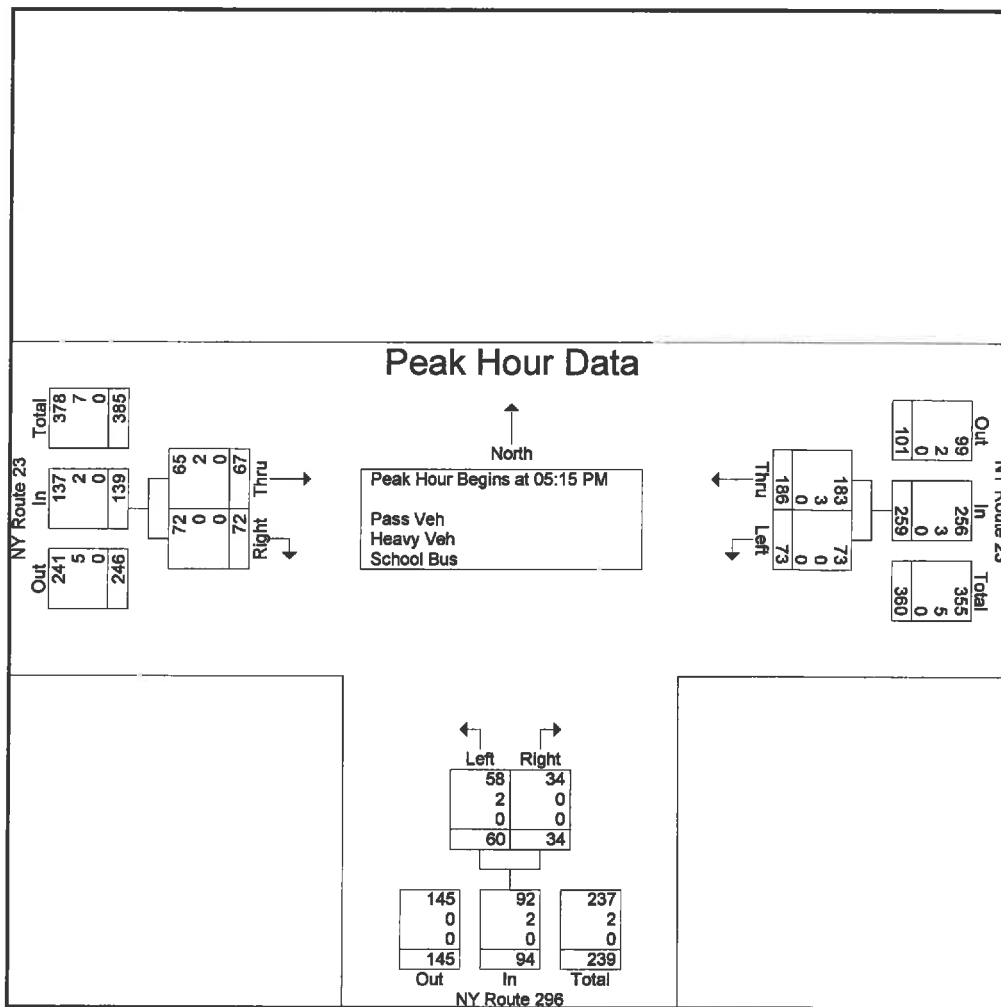 Peak Hour Data
North
Peak Hour Begins at 05:15 PM
Pass Veh
Heavy Veh
School Bus
NY Route 23
Total
378 7 0 385
In
137 2 0 139
Out
241 5 0 246
65 2 0 67
Thru
72 0 0 72
Right
Thru
183 3 0 186
Left
73 0 0 73
Out
99 2 0 101
In
256 3 0 259
Total
355 5 0 360
NY Route 23
Left Right
58 34
2 0
0 0
60 34
145 92 237
0 2 2
0 0 0
145 94 239
Out In Total
NY Route 296